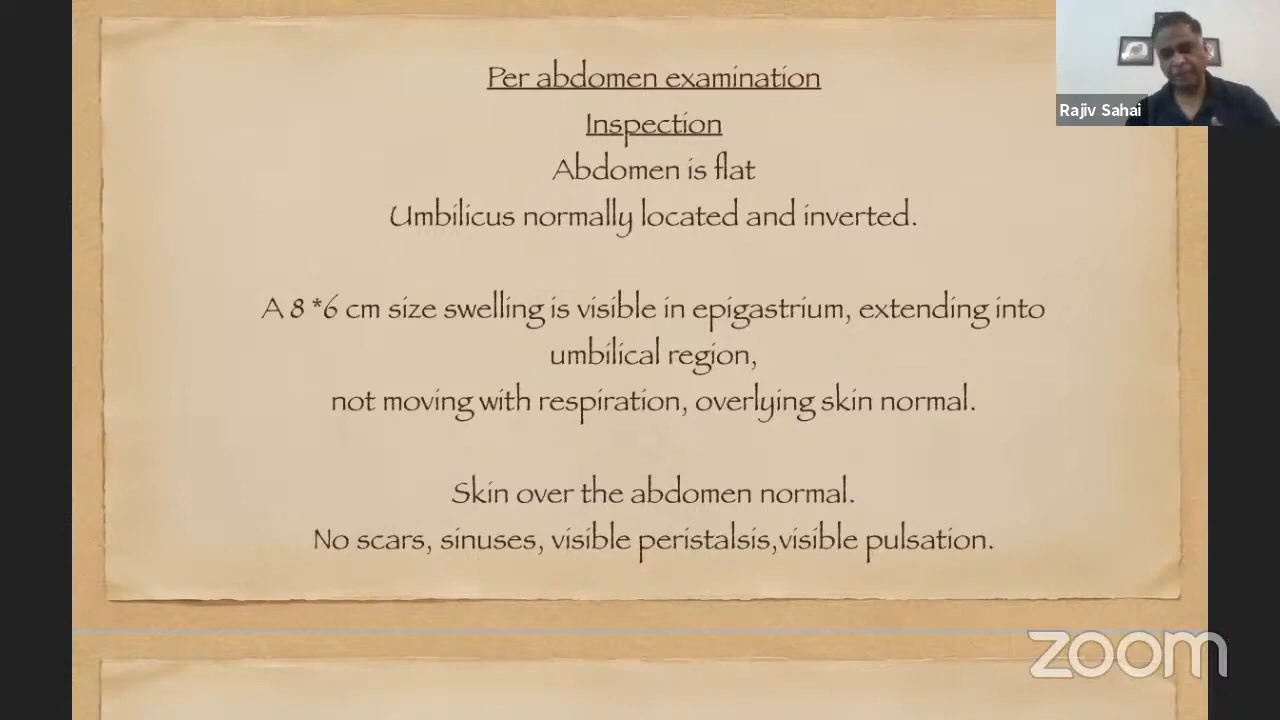 Per abdomen examination
Inspection
Abdomen is flat
Umbilicus normally located and inverted.
A 8 *6 cm size swelling is visible in epigastrium, extending into
umbilical region,
not moving with respiration, overlying skin normal.
Skin over the abdomen normal.
No scars, sinuses, visible peristalsis,visible pulsation.
Rajiv Sahai
zoom